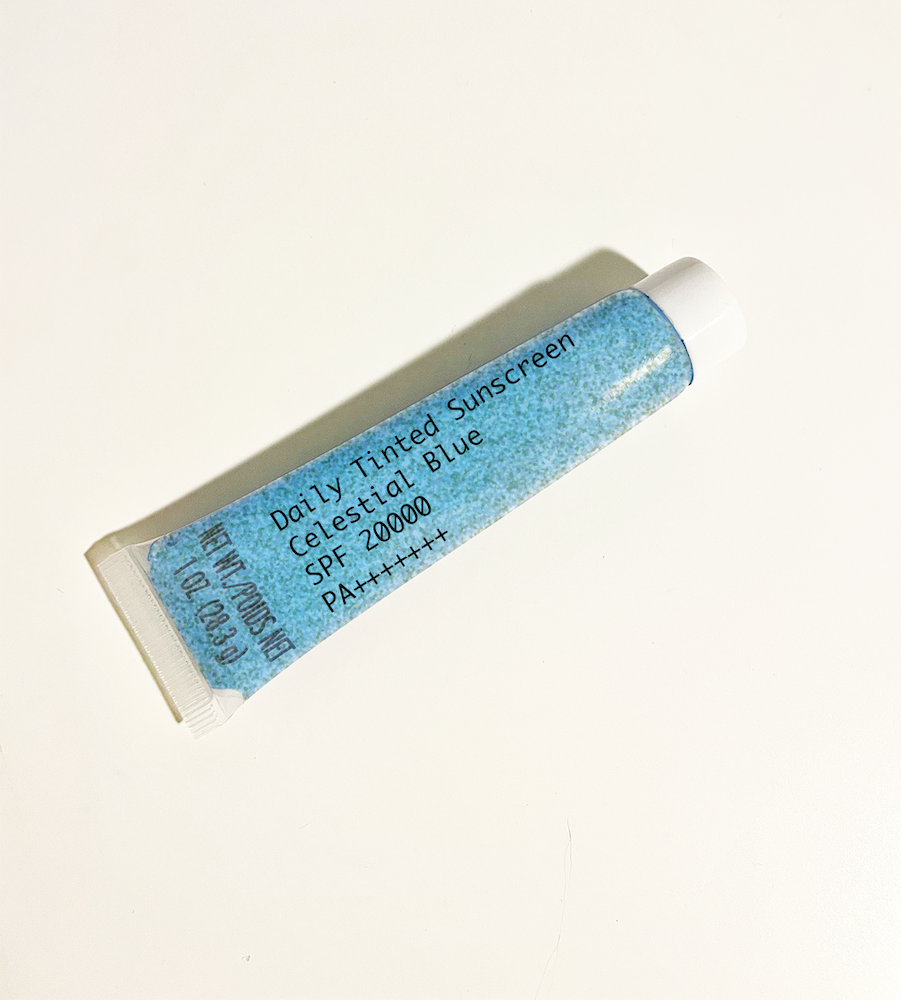 Daily Tinted Sunscreen
Celestial Blue
SPF 20000
PA+++++++
NET WT./POIDS NET
1 OZ (28.3 g)